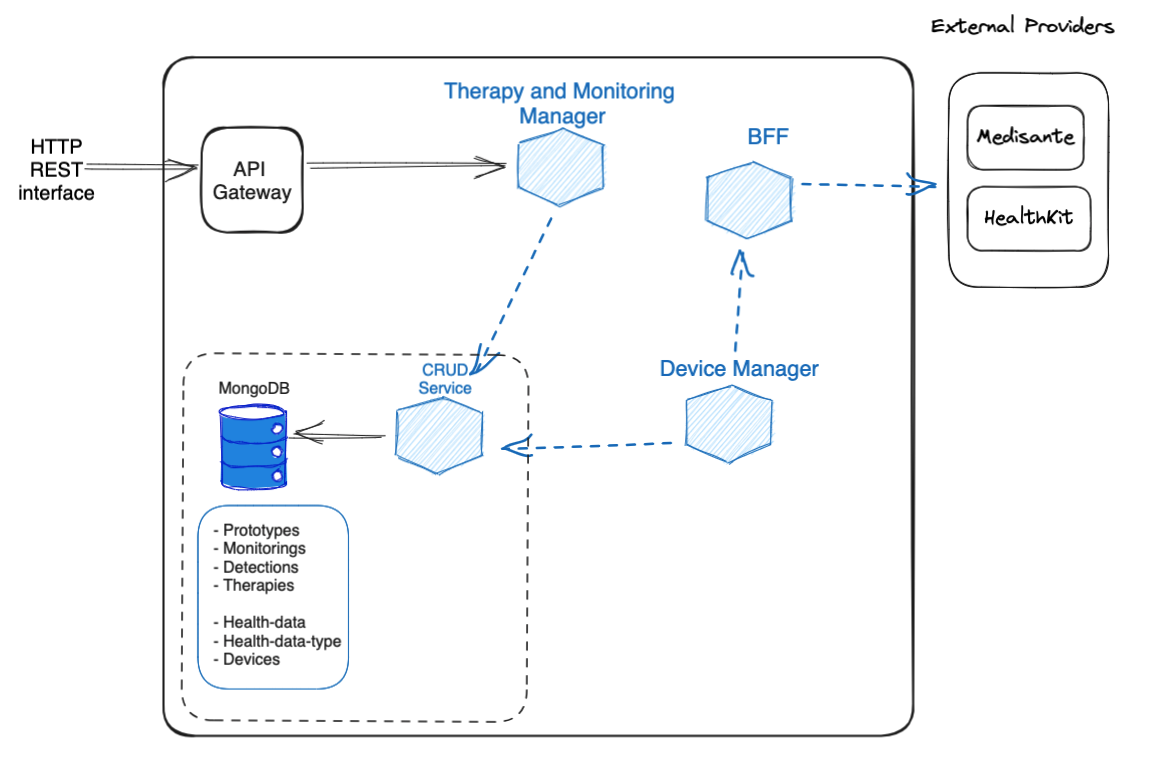 External Providers
Therapy and Monitoring
Manager
BFF
Medisante
HealthKit
HTTP
REST
interface
API
Gateway
CRUD
Service
Device Manager
MongoDB
- Prototypes
- Monitorings
- Detections
- Therapies
- Health-data
- Health-data-type
- Devices